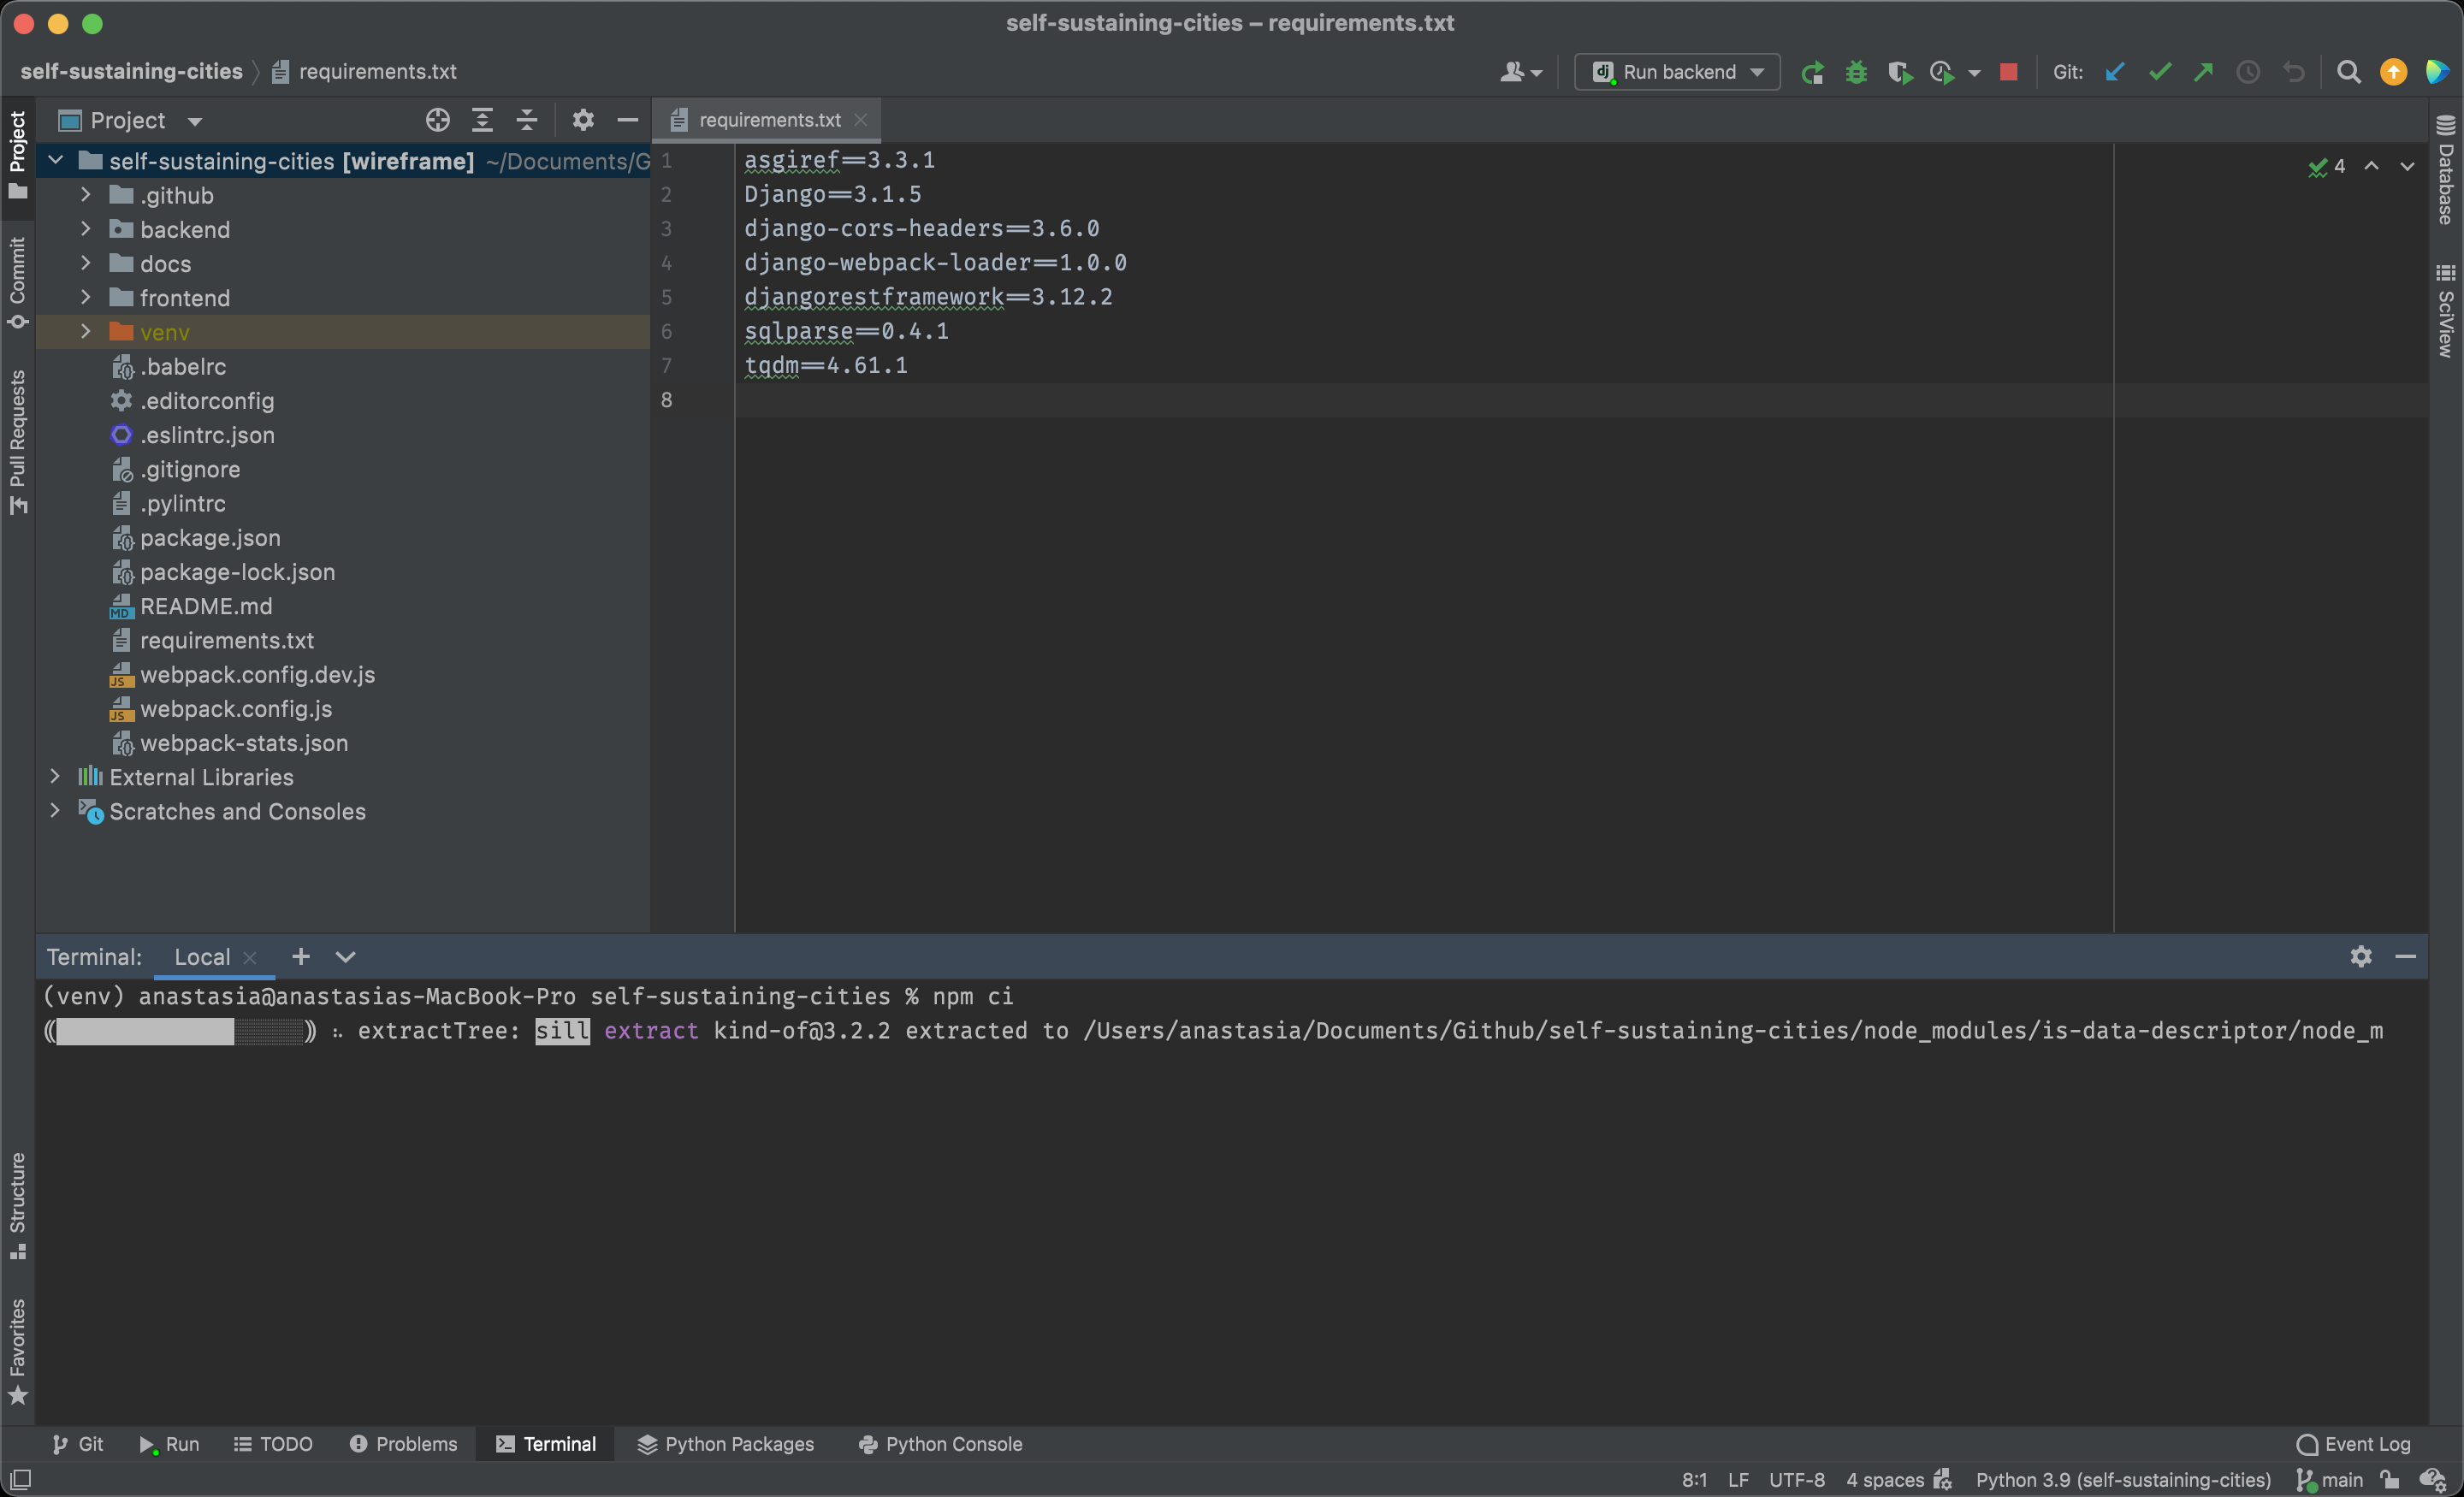 self-sustaining-cities – requirements.txt
self-sustaining-cities
requirements.txt
dj
Run backend
Git:
Project
Commit
Pull Requests
Structure
Favorites
Project
self-sustaining-cities [wireframe] ~/Documents/G
.github
backend
docs
frontend
venv
.babelrc
.editorconfig
.eslintrc.json
.gitignore
.pylintrc
package.json
package-lock.json
MD README.md
requirements.txt
JS webpack.config.dev.js
JS webpack.config.js
webpack-stats.json
External Libraries
Scratches and Consoles
requirements.txt
1 asgiref==3.3.1
2 Django==3.1.5
3 django-cors-headers==3.6.0
4 django-webpack-loader==1.0.0
5 djangorestframework==3.12.2
6 sqlparse==0.4.1
7 tqdm==4.61.1
8
4
Database
SciView
Terminal: Local
(venv) anastasia@anastasias-MacBook-Pro self-sustaining-cities % npm ci
(( )) ⠦ extractTree: sill extract kind-of@3.2.2 extracted to /Users/anastasia/Documents/Github/self-sustaining-cities/node_modules/is-data-descriptor/node_m
Git Run TODO Problems Terminal Python Packages Python Console Event Log
8:1 LF UTF-8 4 spaces Python 3.9 (self-sustaining-cities) main